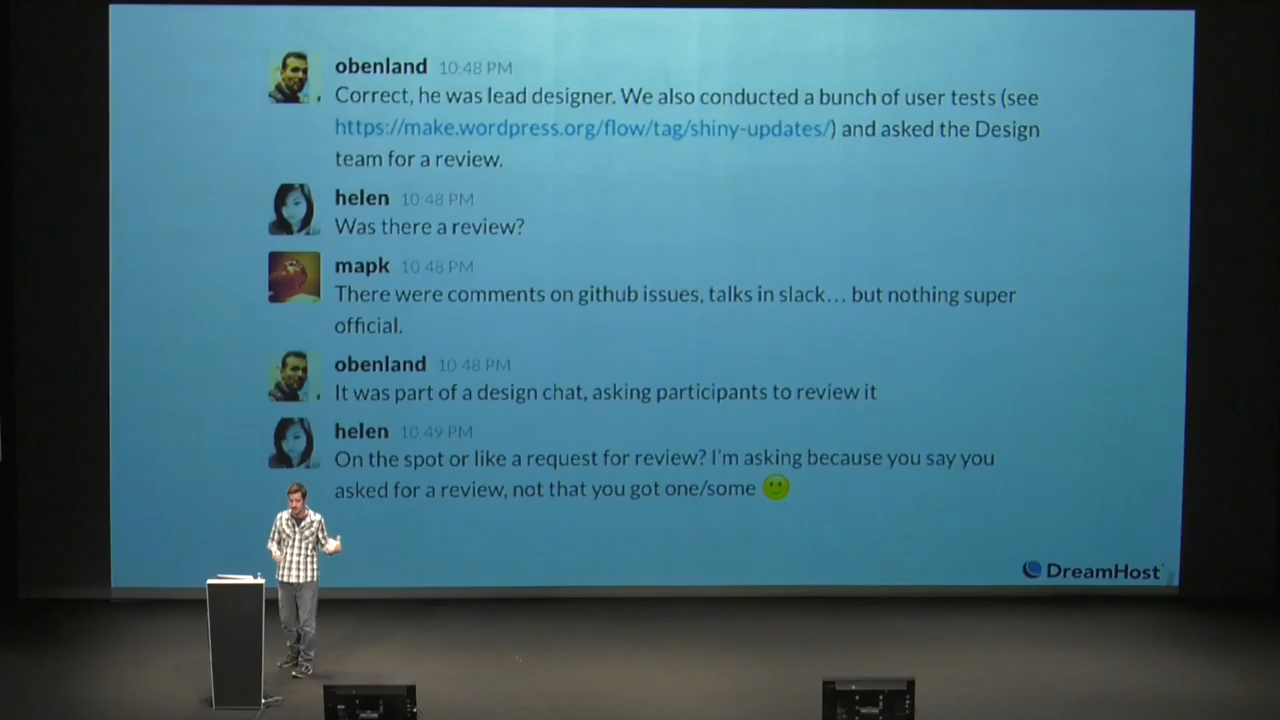 obenland 10:48 PM
Correct, he was lead designer. We also conducted a bunch of user tests (see
https://make.wordpress.org/flow/tag/shiny-updates/) and asked the Design
team for a review.
helen 10:48 PM
Was there a review?
mapk 10:48 PM
There were comments on github issues, talks in slack… but nothing super
official.
obenland 10:48 PM
It was part of a design chat, asking participants to review it
helen 10:49 PM
On the spot or like a request for review? I'm asking because you say you
asked for a review, not that you got one/some
DreamHost